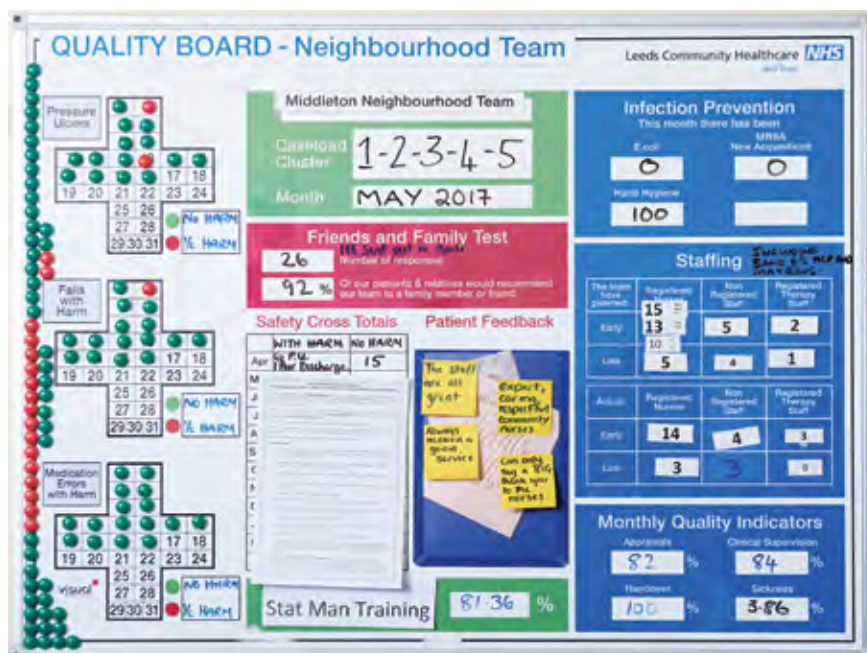 QUALITY BOARD - Neighbourhood Team
Leeds Community Healthcare NHS
Pressure
Ulcers
17 18
19 20 21 22 23 24
25 26
27 28
29 30 31
NO HARM
HARM
Falls
with
Harm
17 18
19 20 21 22 23 24
25 26
27 28
29 30 31
NO HARM
HARM
Medication
Errors
with Harm
17 18
19 20 21 22 23 24
25 26
27 28
29 30 31
NO HARM
HARM
visual
Middleton Neighbourhood Team
Caseload
Cluster
1-2-3-4-5
Month
MAY 2017
Friends and Family Test
26
Number of responses
92 %
Of our patients & relatives would recommend
our team to a family member or friend
Safety Cross Totals
WITH HARM NO HARM
Apr
Discharge
15
Patient Feedback
The staff
are all
great
Expert,
caring,
respectful
community
nurses
Always
receive a
good
service
Can only
say a BIG
thank you
to the
nurses.
Stat Man Training
81.36 %
Infection Prevention
This month there has been
E.coli
0
MRSA
New Acquisitions
0
Hand Hygiene
100
Staffing
INCLUDING
The team
have
planned
Registered
Nurse
Non
Registered
Staff
Registered
Therapy
Staff
15
Early 13 5 2
10
Late 5 4 1
Actual
Registered
Nurse
Non
Registered
Staff
Registered
Therapy
Staff
Early 14 4 3
Late 3 3
Monthly Quality Indicators
Appraisals
82 %
Clinical Supervision
84 %
Handover
100 %
Sickness
3.86 %